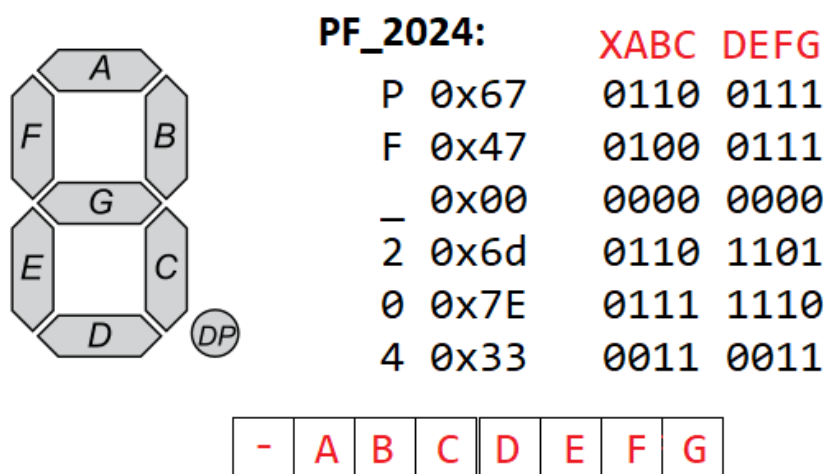 PF_2024:
XABC DEFG
A
P 0x67 0110 0111
F B
F 0x47 0100 0111
G
_ 0x00 0000 0000
E C
2 0x6d 0110 1101
0 0x7E 0111 1110
D DP
4 0x33 0011 0011
- A B C D E F G